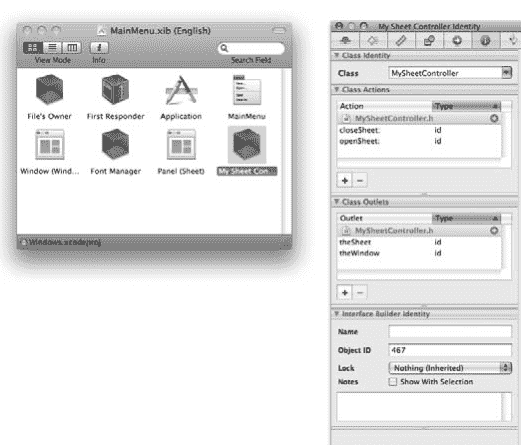 MainMenu.xib (English)
View Mode
Info
Search Field
File's Owner
First Responder
Application
MainMenu
Window (Wind...
Font Manager
Panel (Sheet)
My Sheet Con...
Windows.xcodeproj
My Sheet Controller Identity
Class Identity
Class
MySheetController
Class Actions
Action
Type
MySheetController.h
closeSheet:
id
openSheet:
id
Class Outlets
Outlet
Type
MySheetController.h
theSheet
id
theWindow
id
Interface Builder Identity
Name
Object ID
467
Lock
Nothing (Inherited)
Notes
Show With Selection